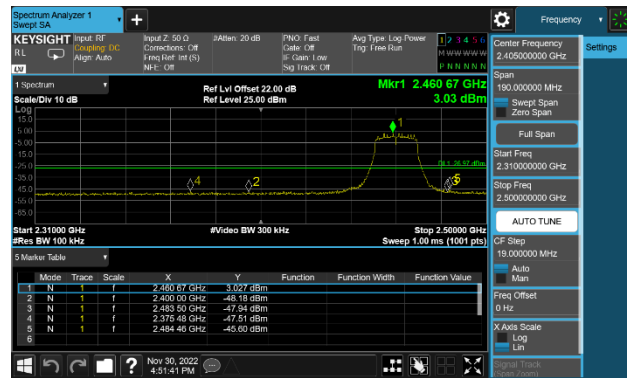 Spectrum Analyzer 1
Swept SA
+
Frequency
KEYSIGHT
RL
Input: RF
Coupling: DC
Align: Auto
Input Z: 50 Ω
Corrections: Off
Freq Ref: Int (S)
NFE: Off
#Atten: 20 dB
PNO: Fast
Gate: Off
IF Gain: Low
Sig Track: Off
Avg Type: Log-Power
Trig: Free Run
1 2 3 4 5 6
M W W W W W
P N N N N N
1 Spectrum
Scale/Div 10 dB
Ref Lvl Offset 22.00 dB
Ref Level 25.00 dBm
Mkr1 2.460 67 GHz
3.03 dBm
Log
15.0
5.00
-5.00
-15.0
-25.0
-35.0
-45.0
-55.0
-65.0
1
DL1 -26.97 dBm
4
2
Start 2.31000 GHz
#Res BW 100 kHz
#Video BW 300 kHz
Stop 2.50000 GHz
Sweep 1.00 ms (1001 pts)
5 Marker Table
Mode Trace Scale X Y Function Function Width Function Value
1 N 1 f 2.460 67 GHz 3.027 dBm
2 N 1 f 2.400 00 GHz -48.18 dBm
3 N 1 f 2.483 50 GHz -47.94 dBm
4 N 1 f 2.375 48 GHz -47.51 dBm
5 N 1 f 2.484 46 GHz -45.60 dBm
6
Nov 30, 2022
4:51:41 PM
Settings
Center Frequency
2.405000000 GHz
Span
190.000000 MHz
Swept Span
Zero Span
Full Span
Start Freq
2.310000000 GHz
Stop Freq
2.500000000 GHz
AUTO TUNE
CF Step
19.000000 MHz
Auto
Man
Freq Offset
0 Hz
X Axis Scale
Log
Lin
Signal Track
(Span Zoom)